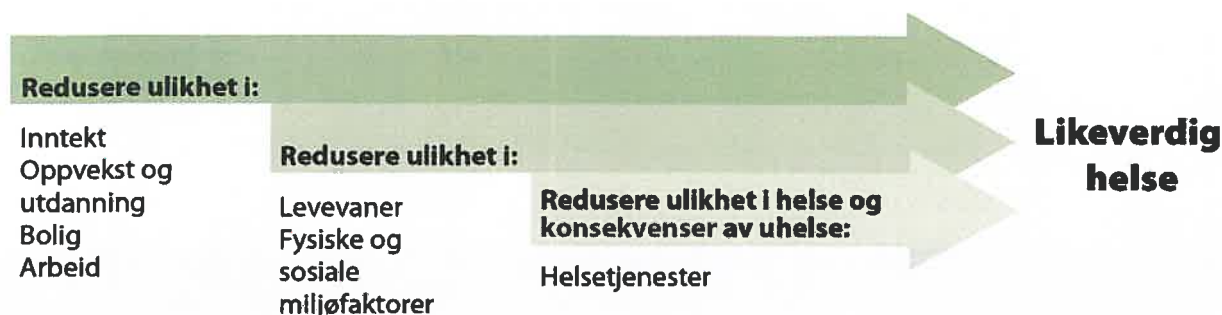 Redusere ulikhet i:
Inntekt
Oppvekst og
utdanning
Bolig
Arbeid
Redusere ulikhet i:
Levevaner
Fysiske og
sosiale
miljøfaktorer
Redusere ulikhet i helse og
konsekvenser av uhelse:
Helsetjenester
Likeverdig
helse